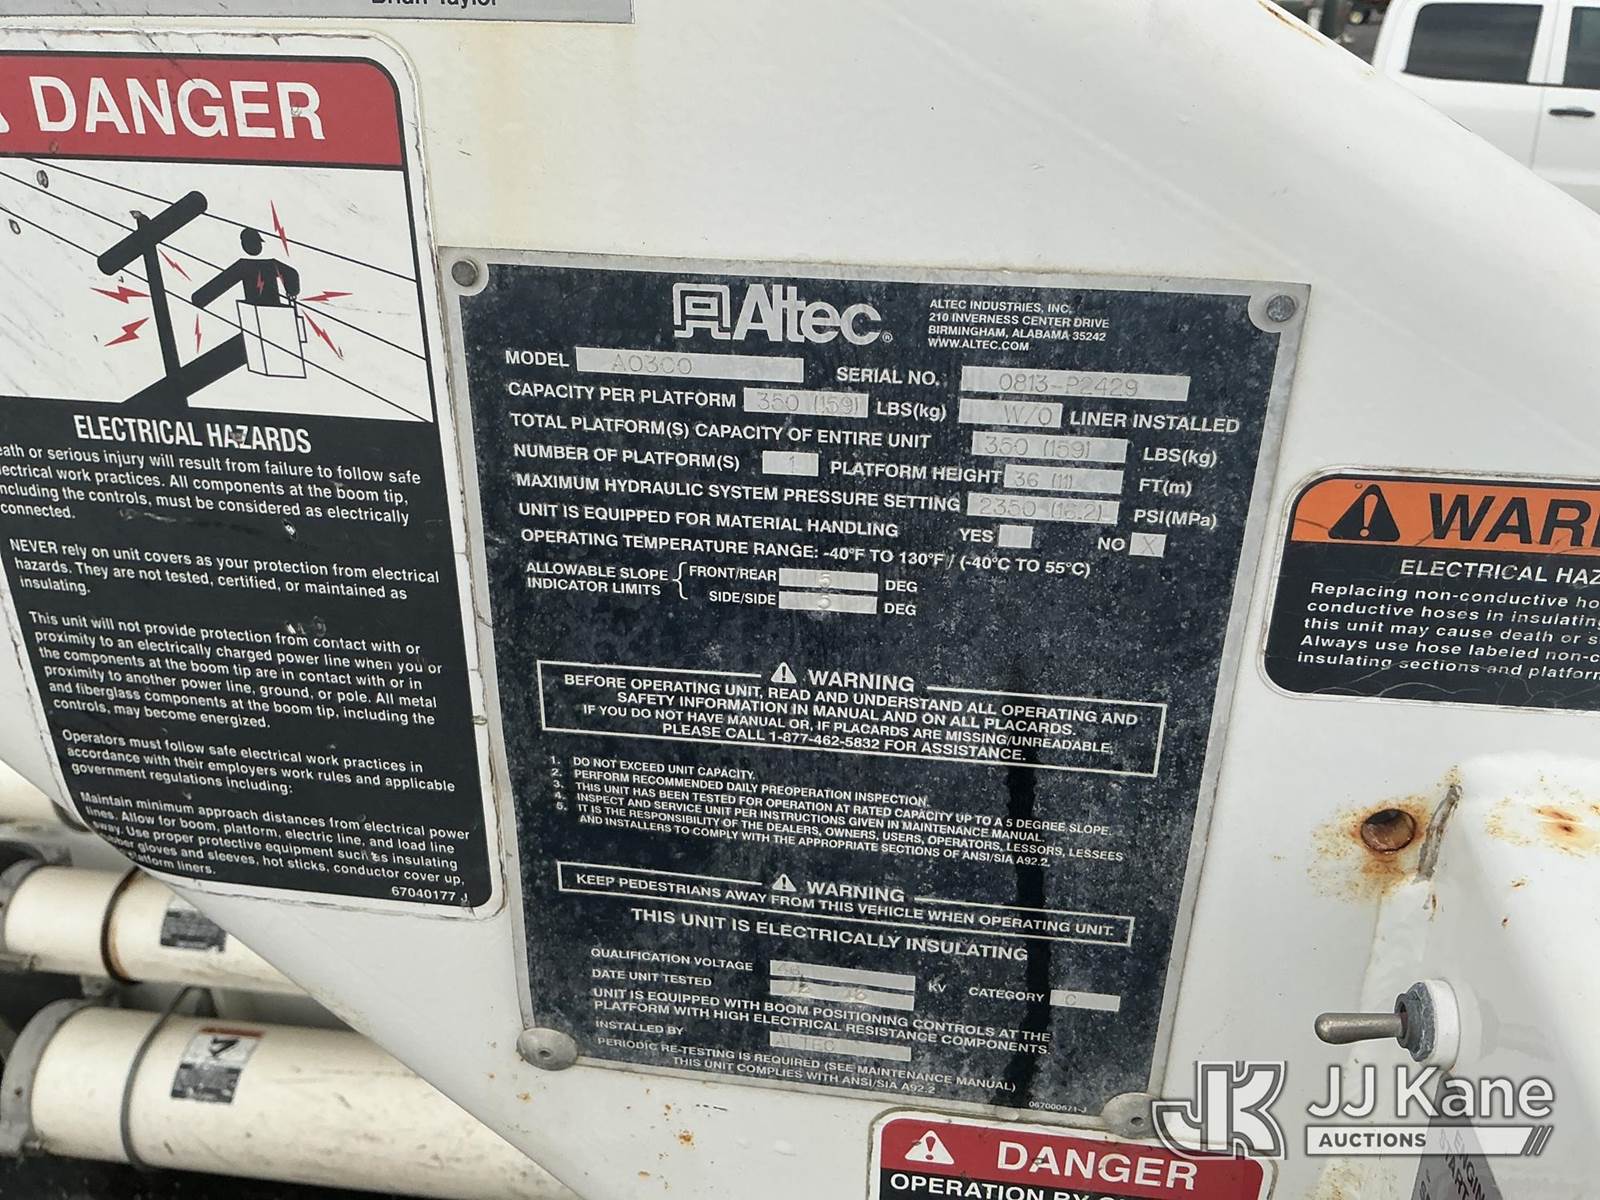 Brian Taylor
DANGER
ELECTRICAL HAZARDS
or serious injury will result from failure to follow safe
electrical work practices. All components at the boom tip,
including the controls, must be considered as electrically
connected.
NEVER rely on unit covers as your protection from electrical
hazards. They are not tested, certified, or maintained as
insulating.
This unit will not provide protection from contact with or
proximity to an electrically charged power line when you or
the components at the boom tip are in contact with or in
proximity to another power line, ground, or pole. All metal
and fiberglass components at the boom tip, including the
controls, may become energized.
Operators must follow safe electrical work practices in
accordance with their employers work rules and applicable
government regulations including:
Maintain minimum approach distances from electrical power
lines. Allow for boom, platform, electric line, and load line
sway. Use proper protective equipment such as insulating
gloves and sleeves, hot sticks, conductor cover up,
platform liners.
67040177 J
Altec®
ALTEC INDUSTRIES, INC.
210 INVERNESS CENTER DRIVE
BIRMINGHAM, ALABAMA 35242
WWW.ALTEC.COM
MODEL AO300 SERIAL NO. 0813-P2429
CAPACITY PER PLATFORM 350 (159) LBS(kg) W/O LINER INSTALLED
TOTAL PLATFORM(S) CAPACITY OF ENTIRE UNIT 350 (159) LBS(kg)
NUMBER OF PLATFORM(S) 1 PLATFORM HEIGHT 36 (11) FT(m)
MAXIMUM HYDRAULIC SYSTEM PRESSURE SETTING 2350 (16.2) PSI(MPa)
UNIT IS EQUIPPED FOR MATERIAL HANDLING YES NO X
OPERATING TEMPERATURE RANGE: -40°F TO 130°F / (-40°C TO 55°C)
ALLOWABLE SLOPE INDICATOR LIMITS { FRONT/REAR 5 DEG
SIDE/SIDE 5 DEG
WARNING
BEFORE OPERATING UNIT, READ AND UNDERSTAND ALL OPERATING AND
SAFETY INFORMATION IN MANUAL AND ON ALL PLACARDS.
IF YOU DO NOT HAVE MANUAL OR, IF PLACARDS ARE MISSING/UNREADABLE,
PLEASE CALL 1-877-462-5832 FOR ASSISTANCE.
1. DO NOT EXCEED UNIT CAPACITY.
2. PERFORM RECOMMENDED DAILY PREOPERATION INSPECTION.
3. THIS UNIT HAS BEEN TESTED FOR OPERATION AT RATED CAPACITY UP TO A 5 DEGREE SLOPE.
4. INSPECT AND SERVICE UNIT PER INSTRUCTIONS GIVEN IN MAINTENANCE MANUAL
5. IT IS THE RESPONSIBILITY OF THE DEALERS, OWNERS, USERS, OPERATORS, LESSORS, LESSEES
AND INSTALLERS TO COMPLY WITH THE APPROPRIATE SECTIONS OF ANSI/SIA A92.2.
WARNING
KEEP PEDESTRIANS AWAY FROM THIS VEHICLE WHEN OPERATING UNIT.
THIS UNIT IS ELECTRICALLY INSULATING
QUALIFICATION VOLTAGE 46 KV CATEGORY C
DATE UNIT TESTED
UNIT IS EQUIPPED WITH BOOM POSITIONING CONTROLS AT THE
PLATFORM WITH HIGH ELECTRICAL RESISTANCE COMPONENTS.
INSTALLED BY ALTEC
PERIODIC RE-TESTING IS REQUIRED (SEE MAINTENANCE MANUAL)
THIS UNIT COMPLIES WITH ANSI/SIA A92.2
067000671-J
ELECTRICAL
Replacing non-conductive
conductive hoses in insulating
this unit may cause death or
Always use hose labeled
insulating sections and
DANGER
OPERATION BY
JK JJ Kane
AUCTIONS